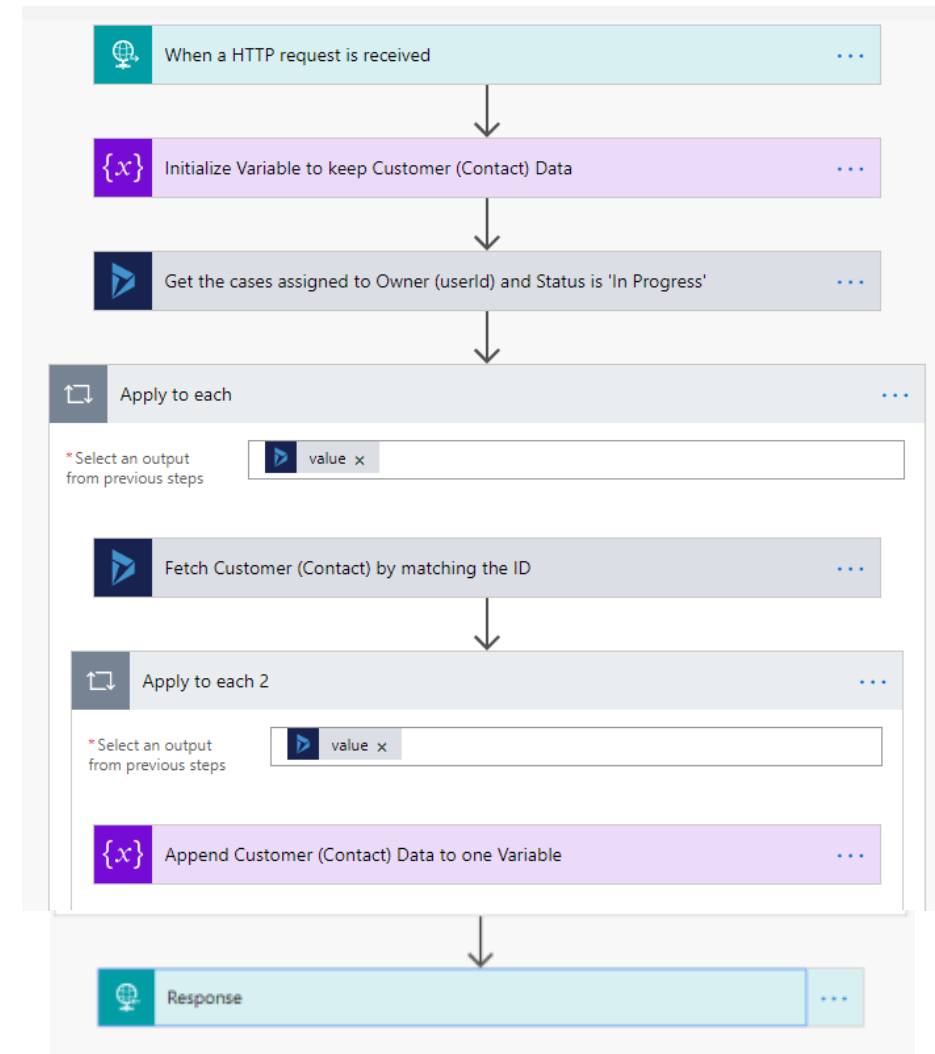 When a HTTP request is received
...
{x} Initialize Variable to keep Customer (Contact) Data
...
Get the cases assigned to Owner (userId) and Status is 'In Progress'
...
Apply to each
...
*Select an output
from previous steps
value ×
Fetch Customer (Contact) by matching the ID
...
Apply to each 2
...
*Select an output
from previous steps
value ×
{x} Append Customer (Contact) Data to one Variable
...
Response
...